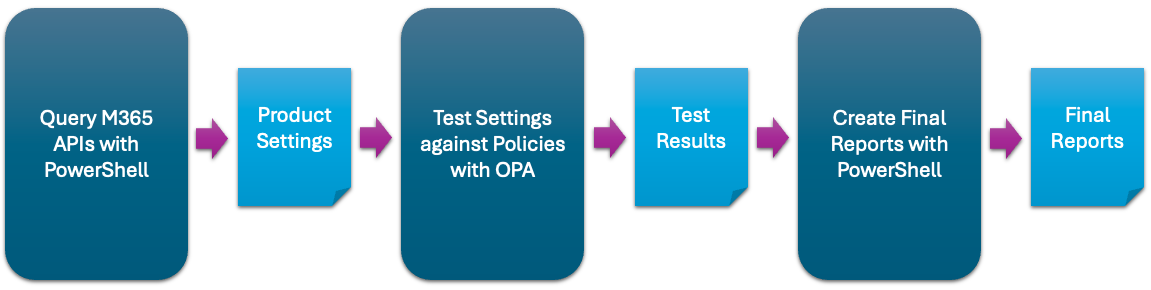 Query M365
APIs with
PowerShell
Product
Settings
Test Settings
against Policies
with OPA
Test
Results
Create Final
Reports with
PowerShell
Final
Reports